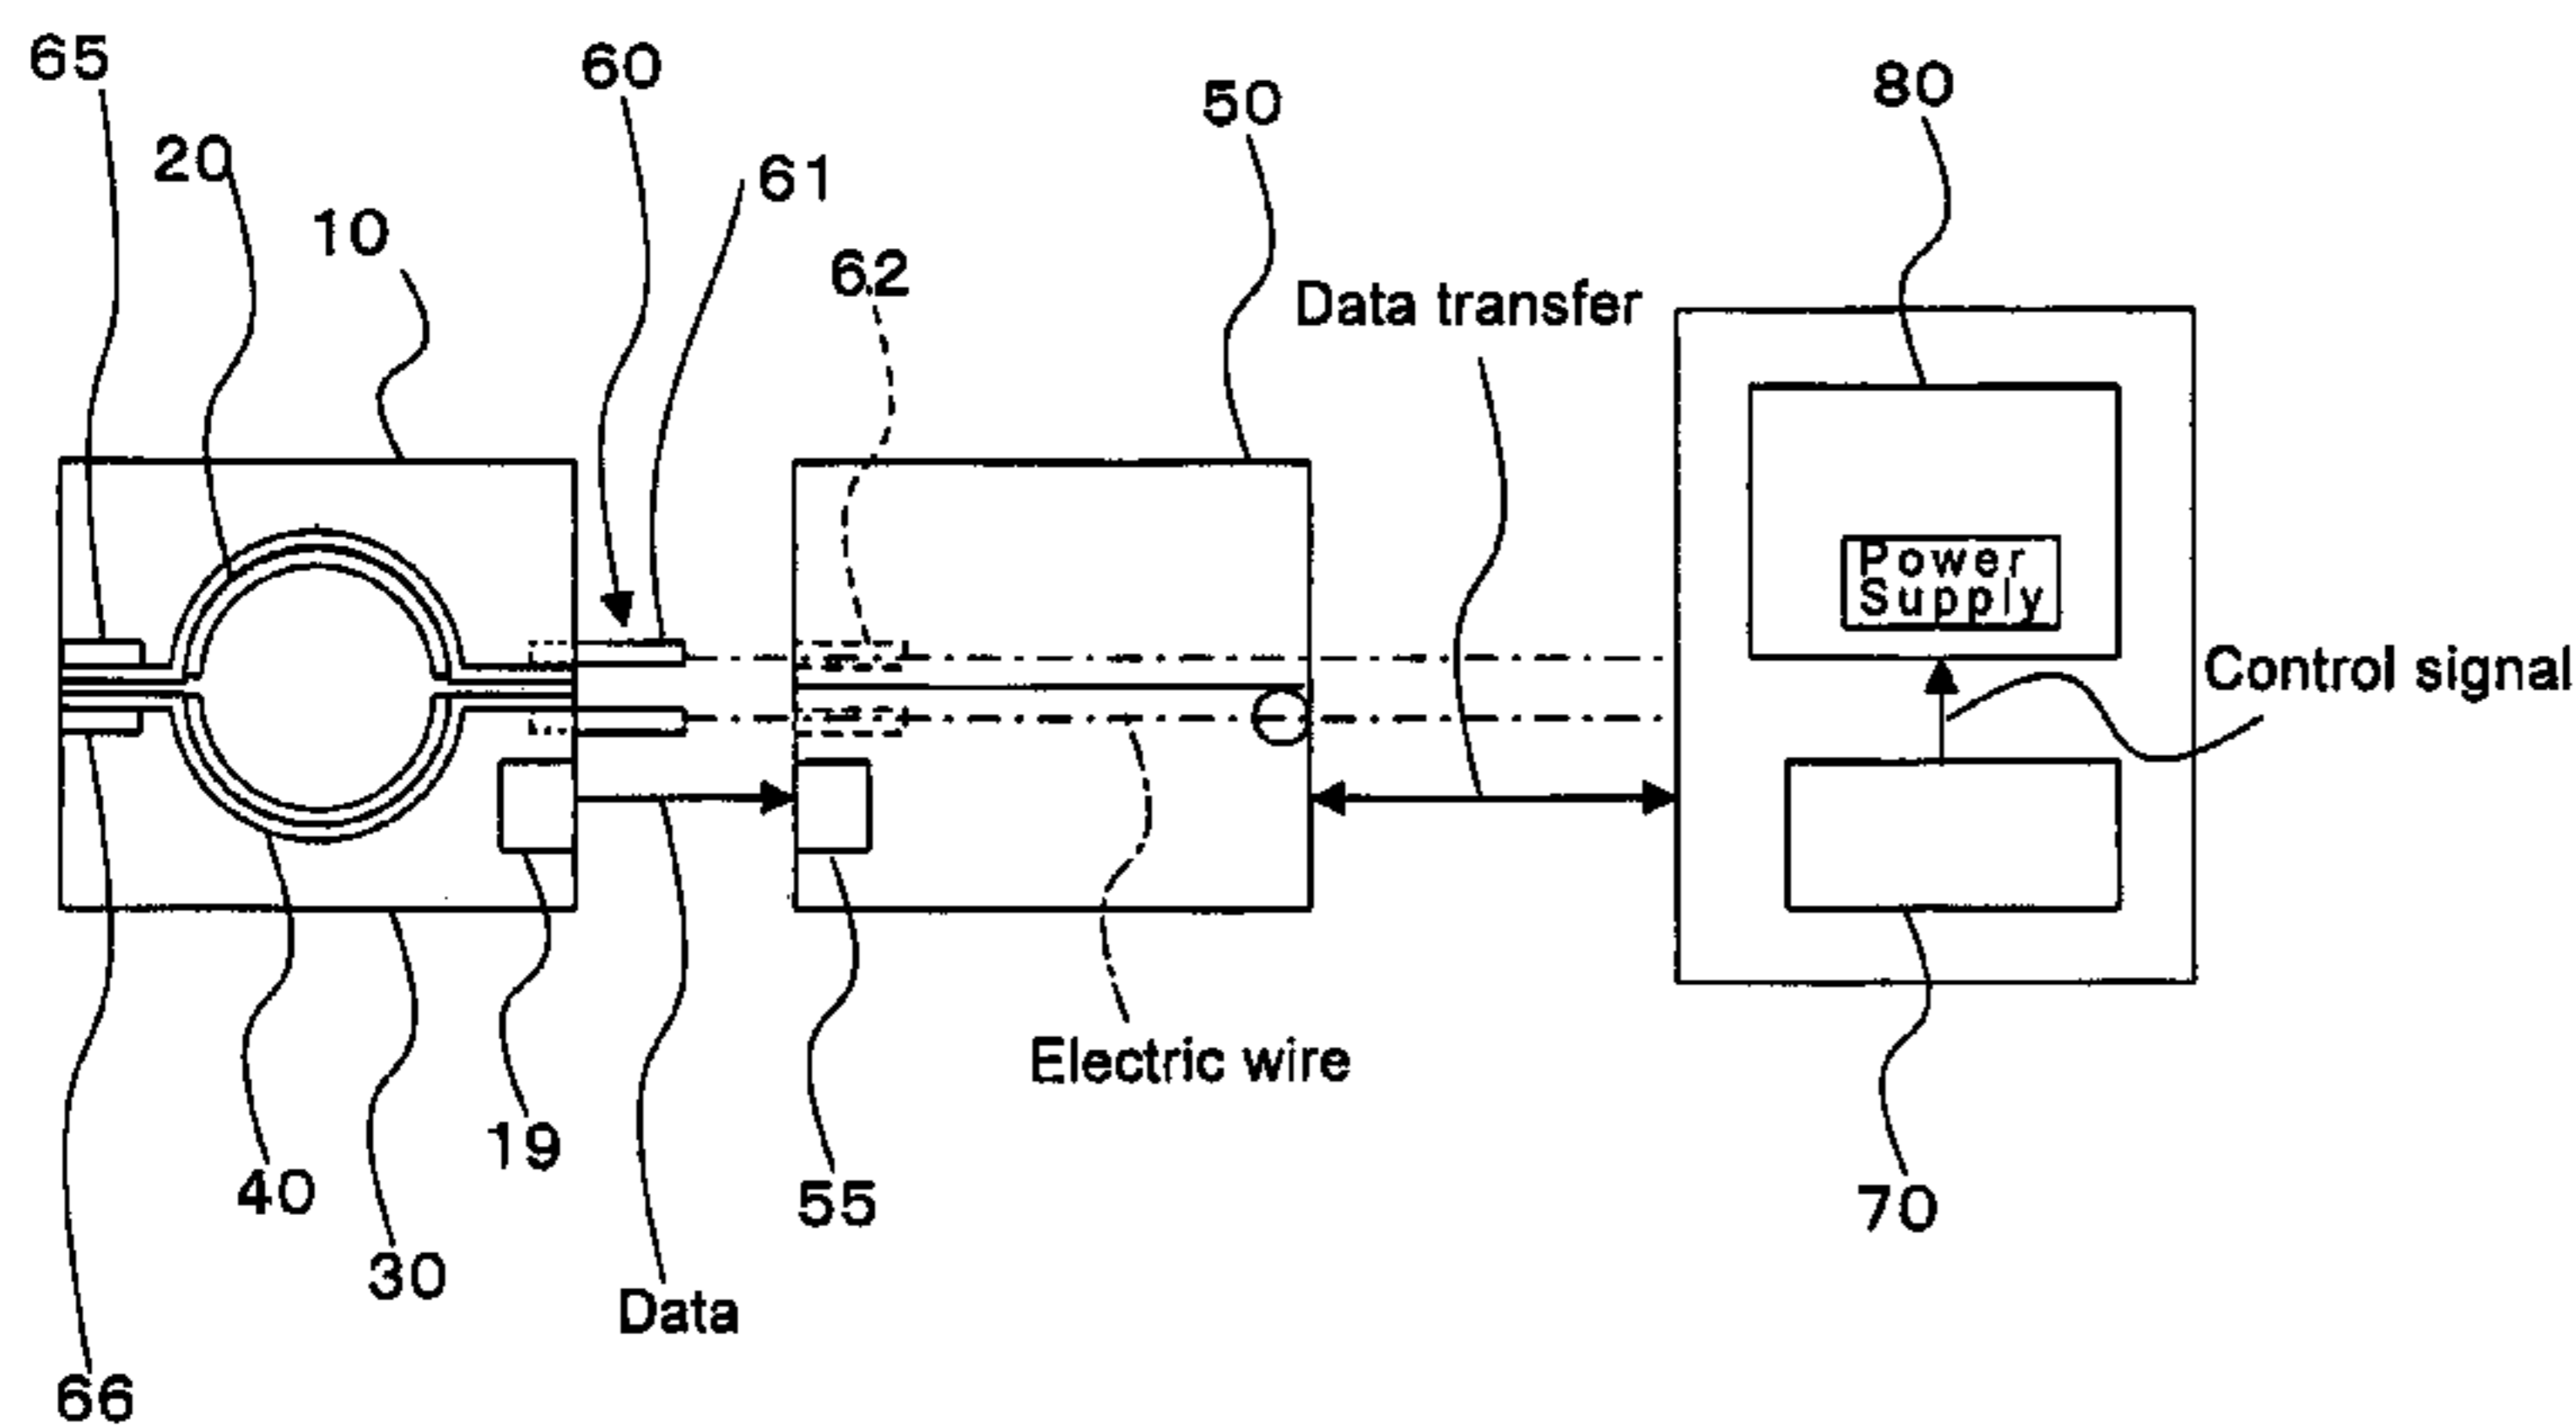 65
60
80
50
20
61
10
62
Data transfer
Power
Supply
Control signal
Electric wire
19
40
55
70
30
Data
66